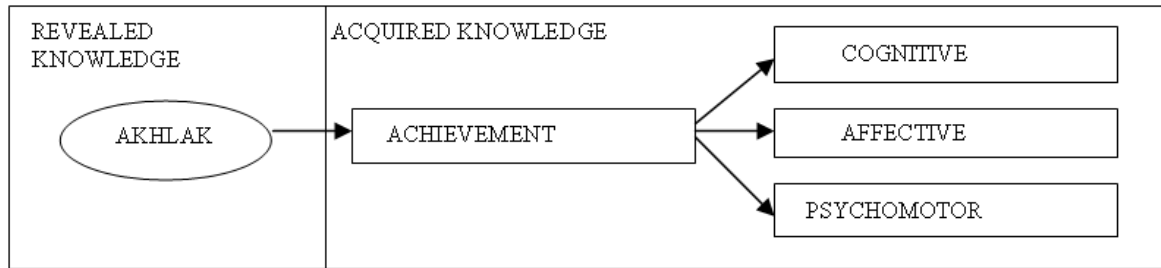 REVEALED
KNOWLEDGE
ACQUIRED KNOWLEDGE
AKHLAK
ACHIEVEMENT
COGNITIVE
AFFECTIVE
PSYCHOMOTOR